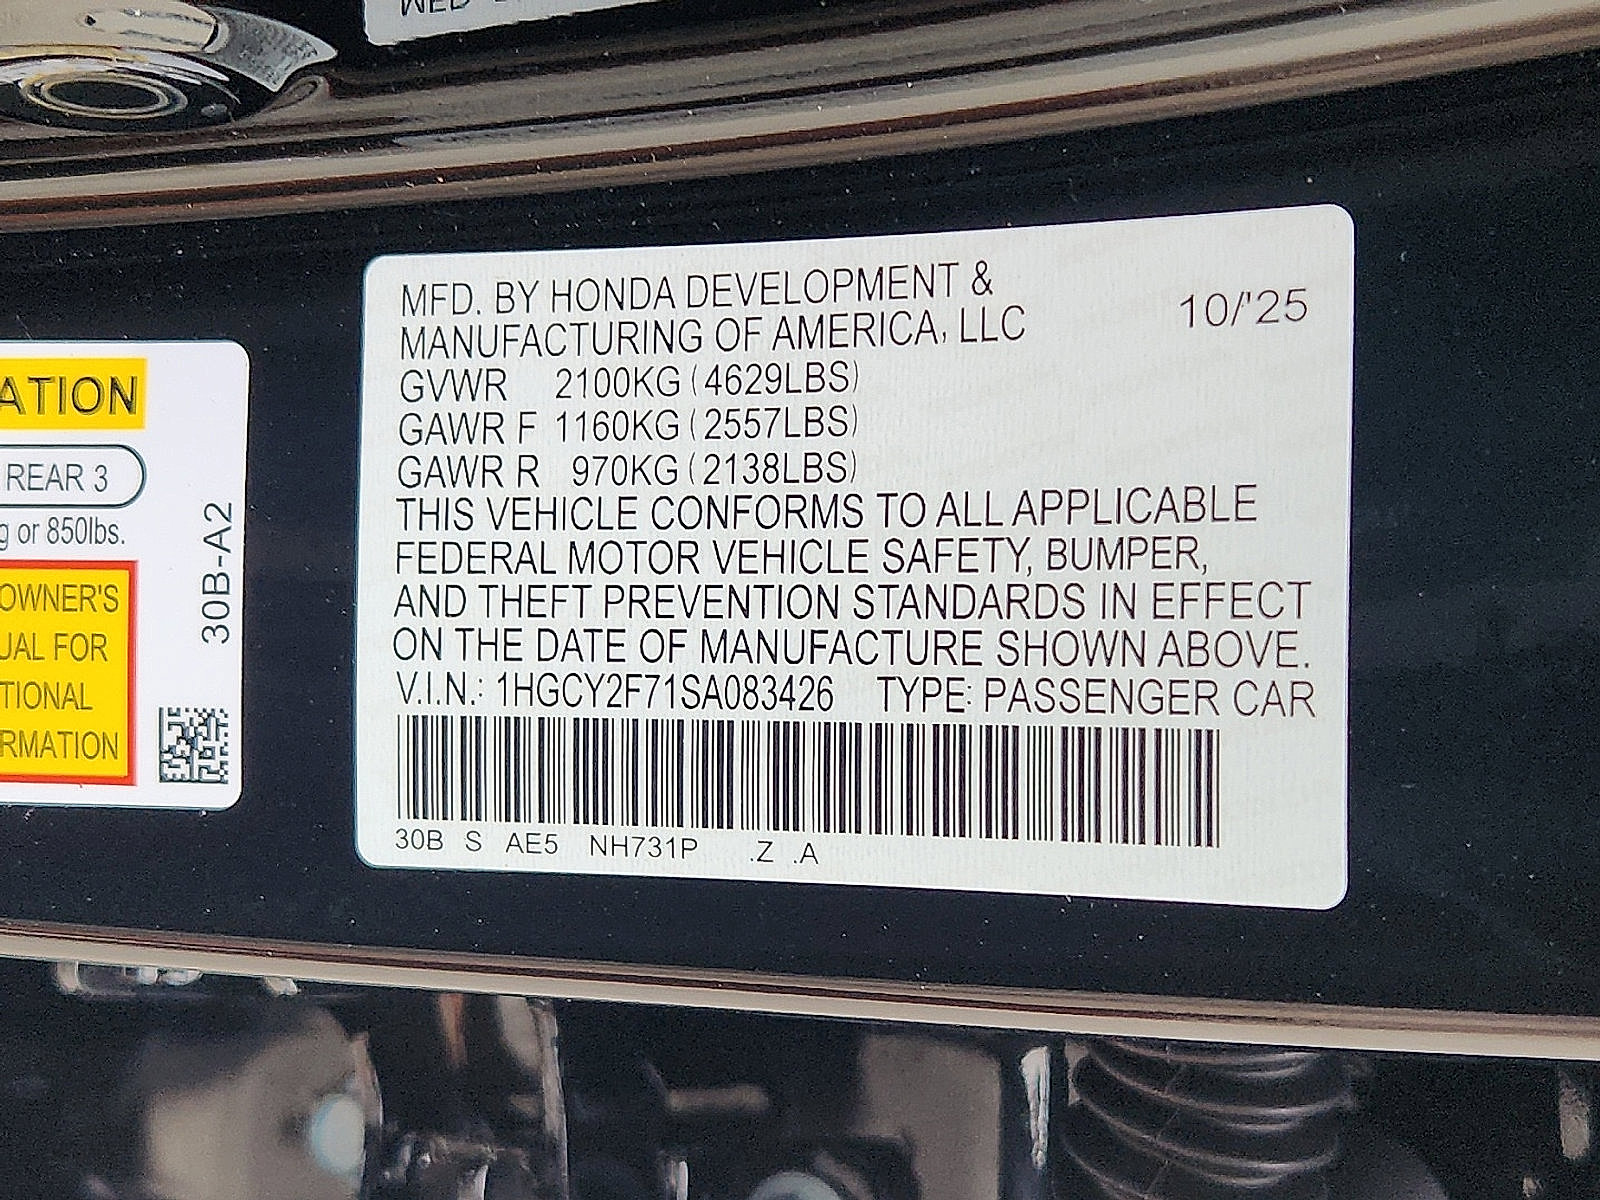 MFD. BY HONDA DEVELOPMENT &
MANUFACTURING OF AMERICA, LLC
10/'25
GVWR 2100KG (4629LBS)
GAWR F 1160KG (2557LBS)
GAWR R 970KG (2138LBS)
THIS VEHICLE CONFORMS TO ALL APPLICABLE
FEDERAL MOTOR VEHICLE SAFETY, BUMPER,
AND THEFT PREVENTION STANDARDS IN EFFECT
ON THE DATE OF MANUFACTURE SHOWN ABOVE.
V.I.N.: 1HGCY2F71SA083426 TYPE: PASSENGER CAR
30B S AE5 NH731P .Z .A
ATION
REAR 3
g or 850lbs.
OWNER'S
UAL FOR
TIONAL
RMATION
30B-A2